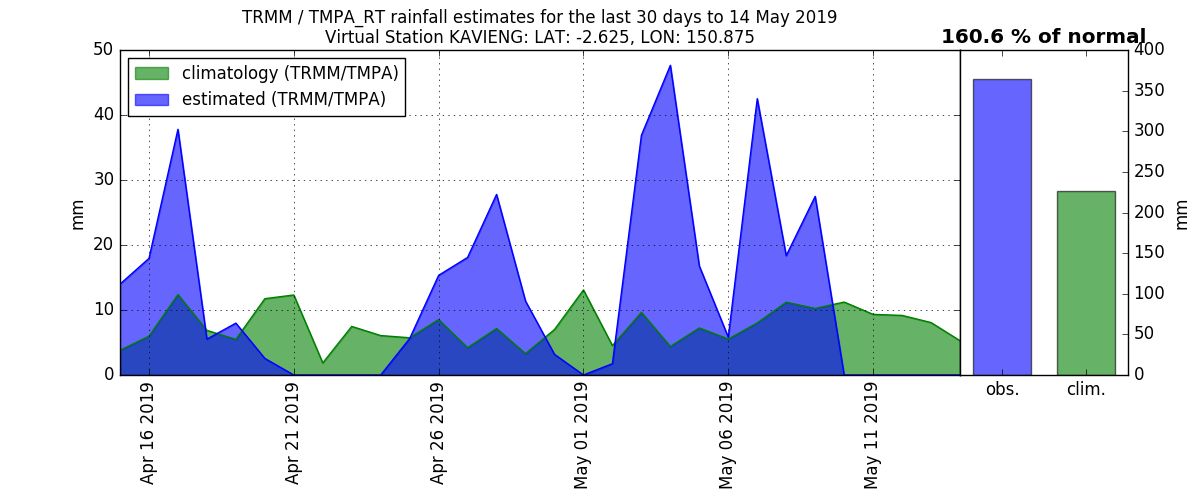 TRMM / TMPA_RT rainfall estimates for the last 30 days to 14 May 2019
Virtual Station KAVIENG: LAT: -2.625, LON: 150.875
160.6 % of normal
climatology (TRMM/TMPA)
estimated (TRMM/TMPA)
50
40
30
20
10
0
mm
Apr 16 2019
Apr 21 2019
Apr 26 2019
May 01 2019
May 06 2019
May 11 2019
400
350
300
250
200
150
100
50
0
mm
obs.
clim.